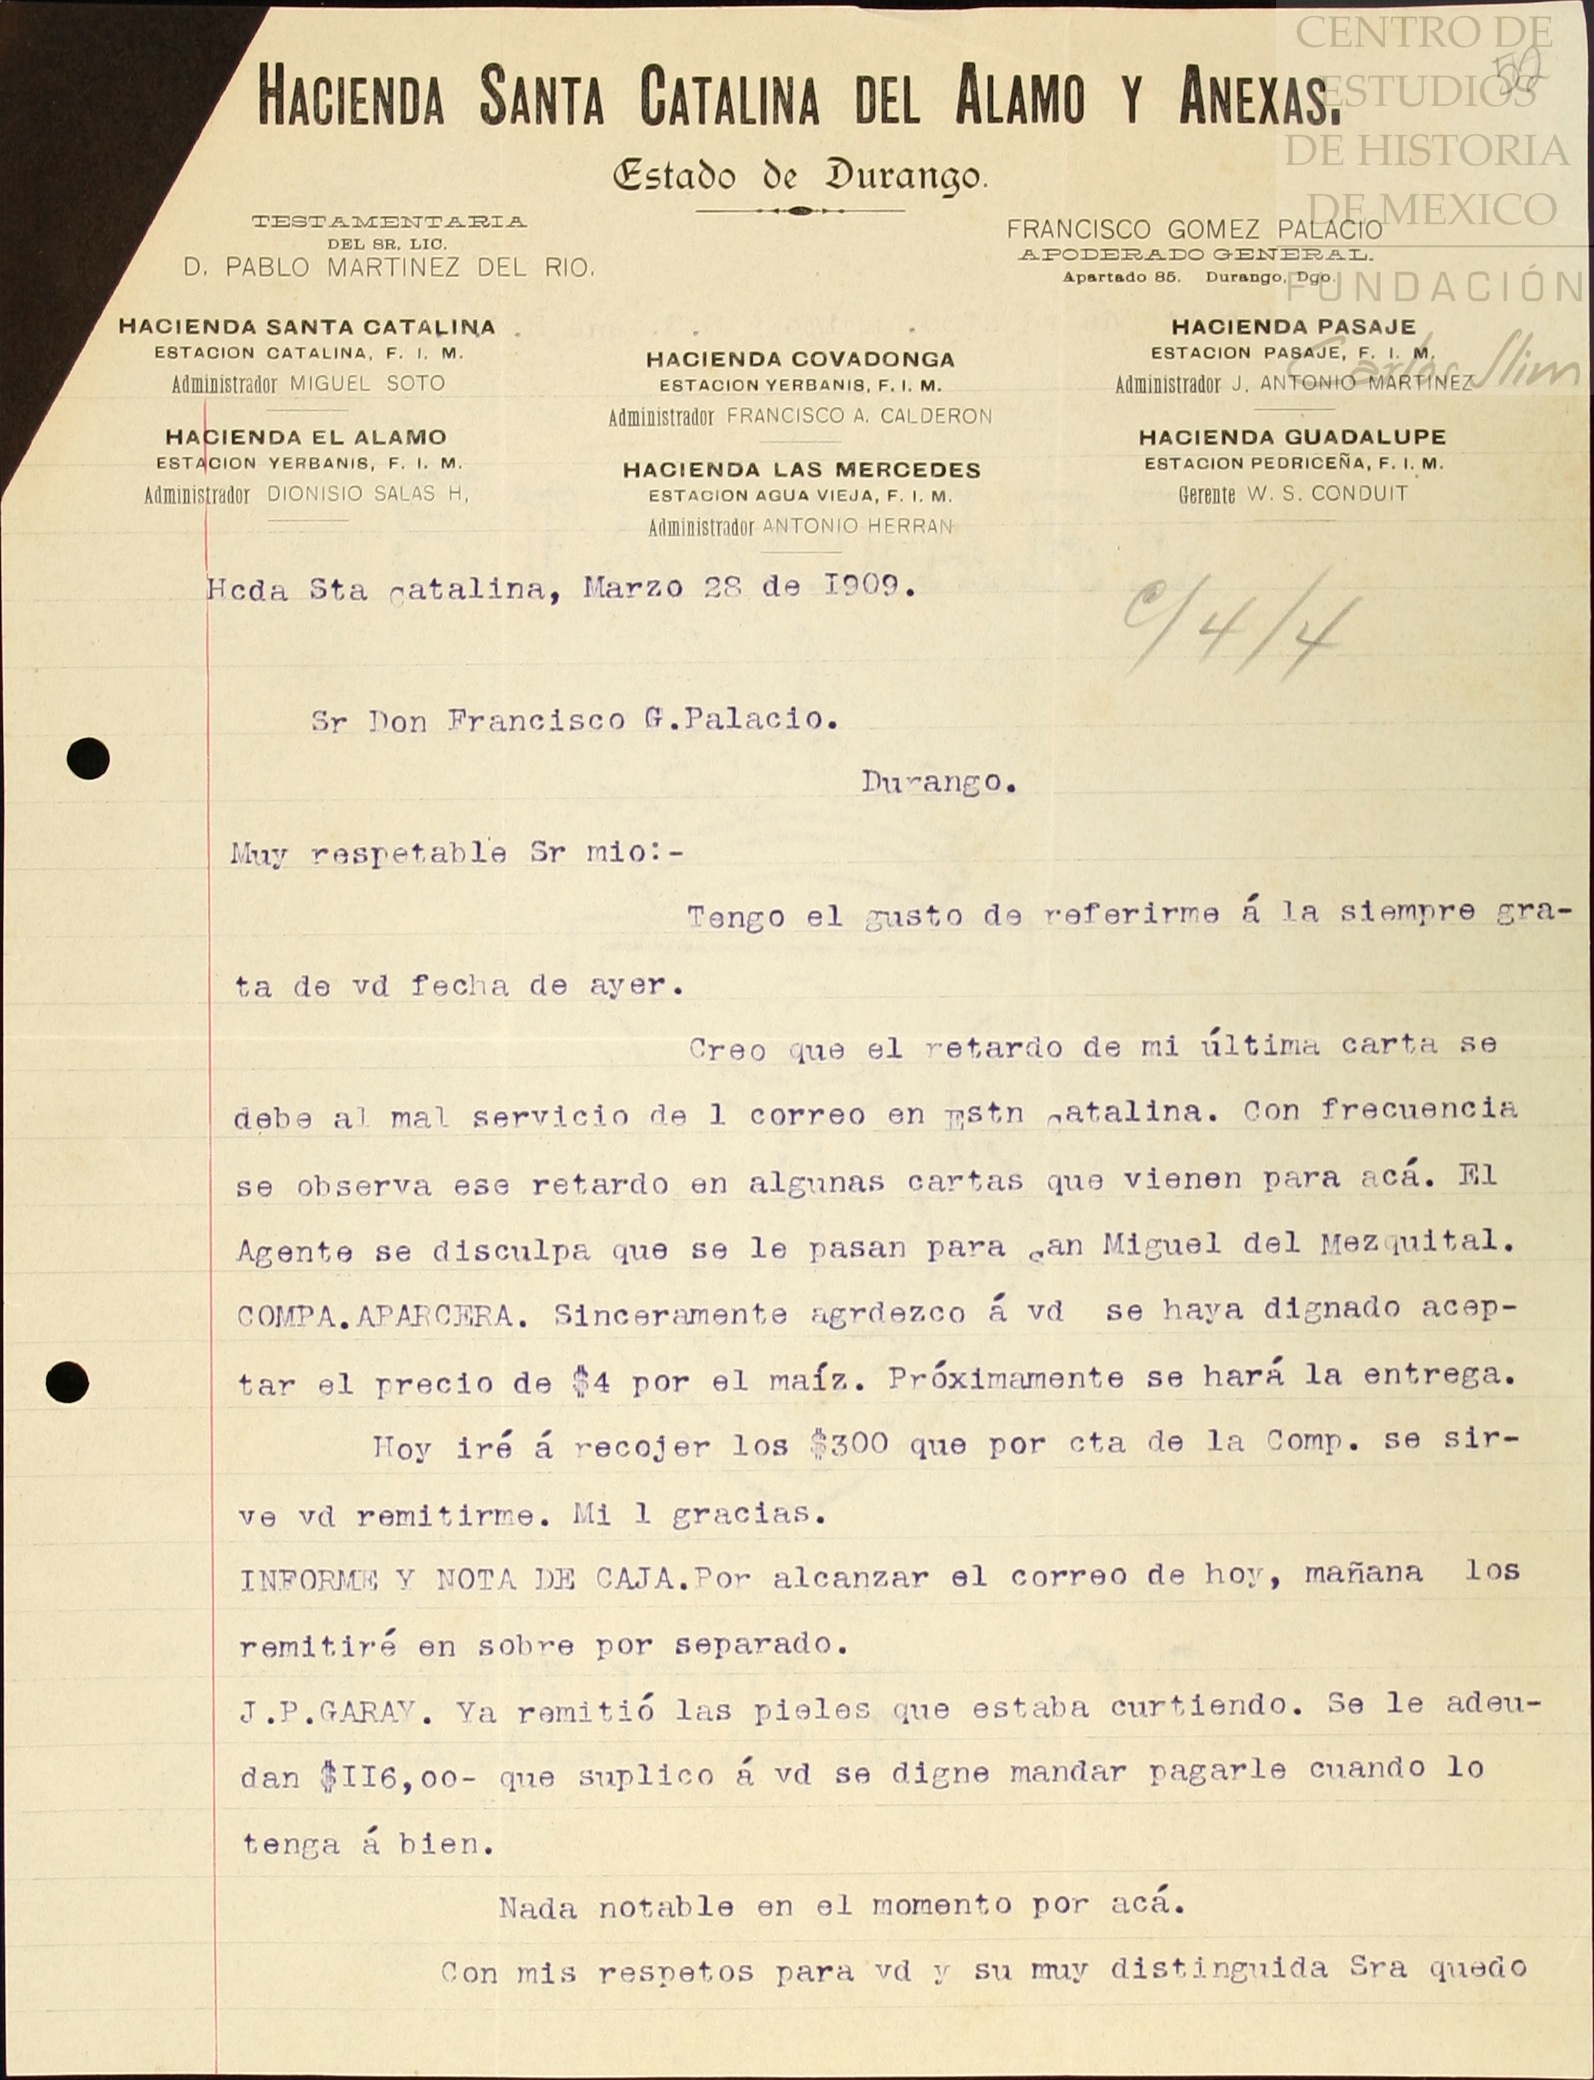 CENTRO DE
ESTUDIOS
DE HISTORIA
DE MEXICO
FUNDACIÓN
Carlos Slim
52
HACIENDA SANTA CATALINA DEL ALAMO Y ANEXAS.
Estado de Durango.
TESTAMENTARIA
DEL SR. LIC.
D. PABLO MARTINEZ DEL RIO.
FRANCISCO GOMEZ PALACIO
APODERADO GENERAL.
Apartado 85. Durango, Dgo.
HACIENDA SANTA CATALINA
ESTACION CATALINA, F. I. M.
Administrador MIGUEL SOTO
HACIENDA EL ALAMO
ESTACION YERBANIS, F. I. M.
Administrador DIONISIO SALAS H,
HACIENDA COVADONGA
ESTACION YERBANIS, F. I. M.
Administrador FRANCISCO A. CALDERON
HACIENDA LAS MERCEDES
ESTACION AGUA VIEJA, F. I. M.
Administrador ANTONIO HERRAN
HACIENDA PASAJE
ESTACION PASAJE, F. I. M.
Administrador J. ANTONIO MARTINEZ
HACIENDA GUADALUPE
ESTACION PEDRICEÑA, F. I. M.
Gerente W. S. CONDUIT
Hcda Sta Catalina, Marzo 28 de I909.
c/4/4
Sr Don Francisco G.Palacio.
Durango.
Muy respetable Sr mio:-
Tengo el gusto de referirme á la siempre gra-
ta de vd fecha de ayer.
Creo que el retardo de mi última carta se
debe al mal servicio de l correo en Estn Catalina. Con frecuencia
se observa ese retardo en algunas cartas que vienen para acá. El
Agente se disculpa que se le pasan para San Miguel del Mezquital.
COMPA.APARCERA. Sinceramente agrdezco á vd se haya dignado acep-
tar el precio de $4 por el maíz. Próximamente se hará la entrega.
Hoy iré á recojer los $300 que por cta de la Comp. se sir-
ve vd remitirme. Mi l gracias.
INFORME Y NOTA DE CAJA.Por alcanzar el correo de hoy, mañana los
remitiré en sobre por separado.
J.P.GARAY. Ya remitió las pieles que estaba curtiendo. Se le adeu-
dan $II6,oo- que suplico á vd se digne mandar pagarle cuando lo
tenga á bien.
Nada notable en el momento por acá.
Con mis respetos para vd y su muy distinguida Sra quedo